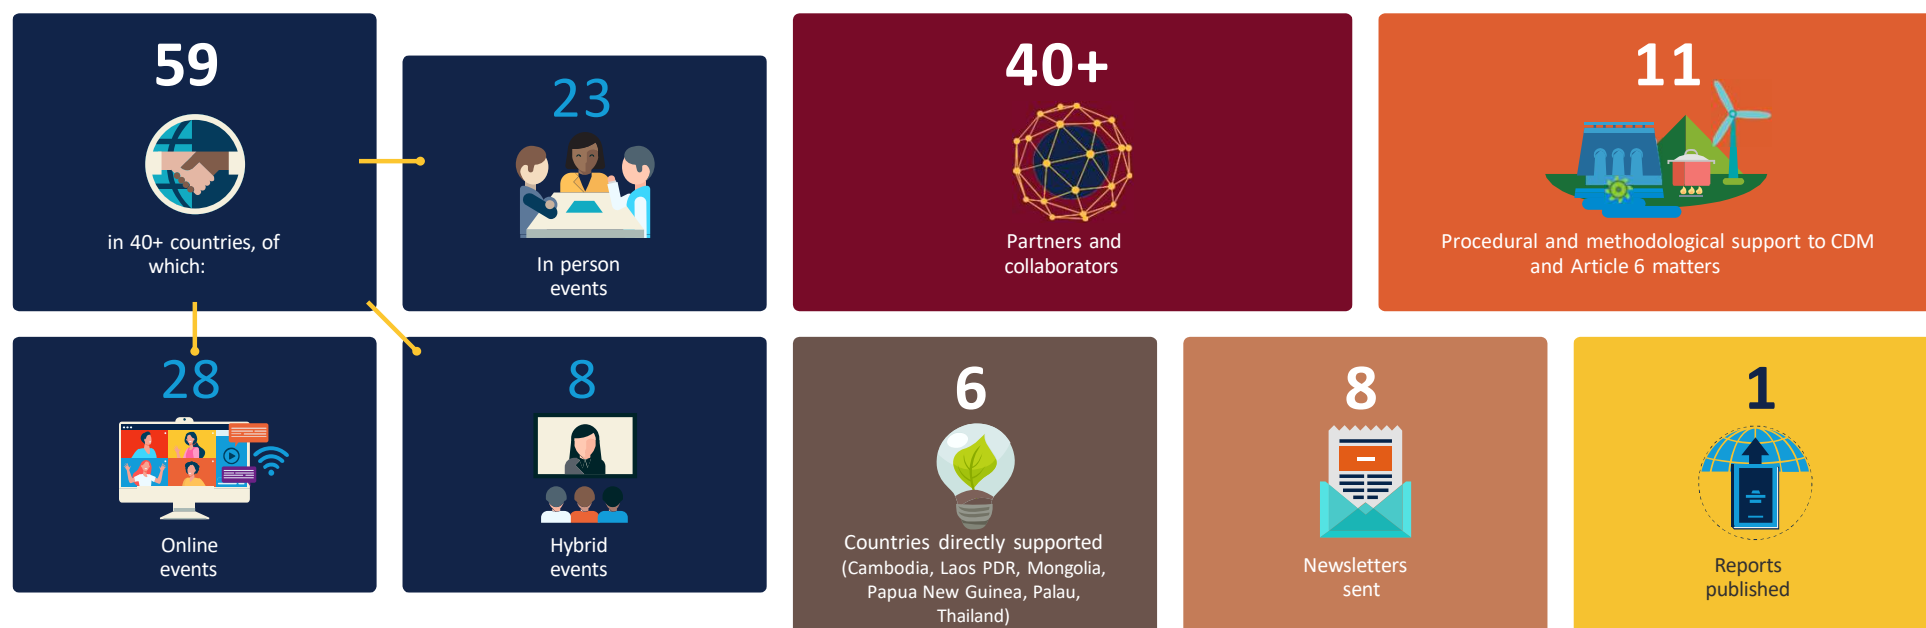 59
in 40+ countries, of
which:
23
In person
events
28
Online
events
8
Hybrid
events
40+
Partners and
collaborators
11
Procedural and methodological support to CDM
and Article 6 matters
6
Countries directly supported
(Cambodia, Laos PDR, Mongolia,
Papua New Guinea, Palau,
Thailand)
8
Newsletters
sent
1
Reports
published